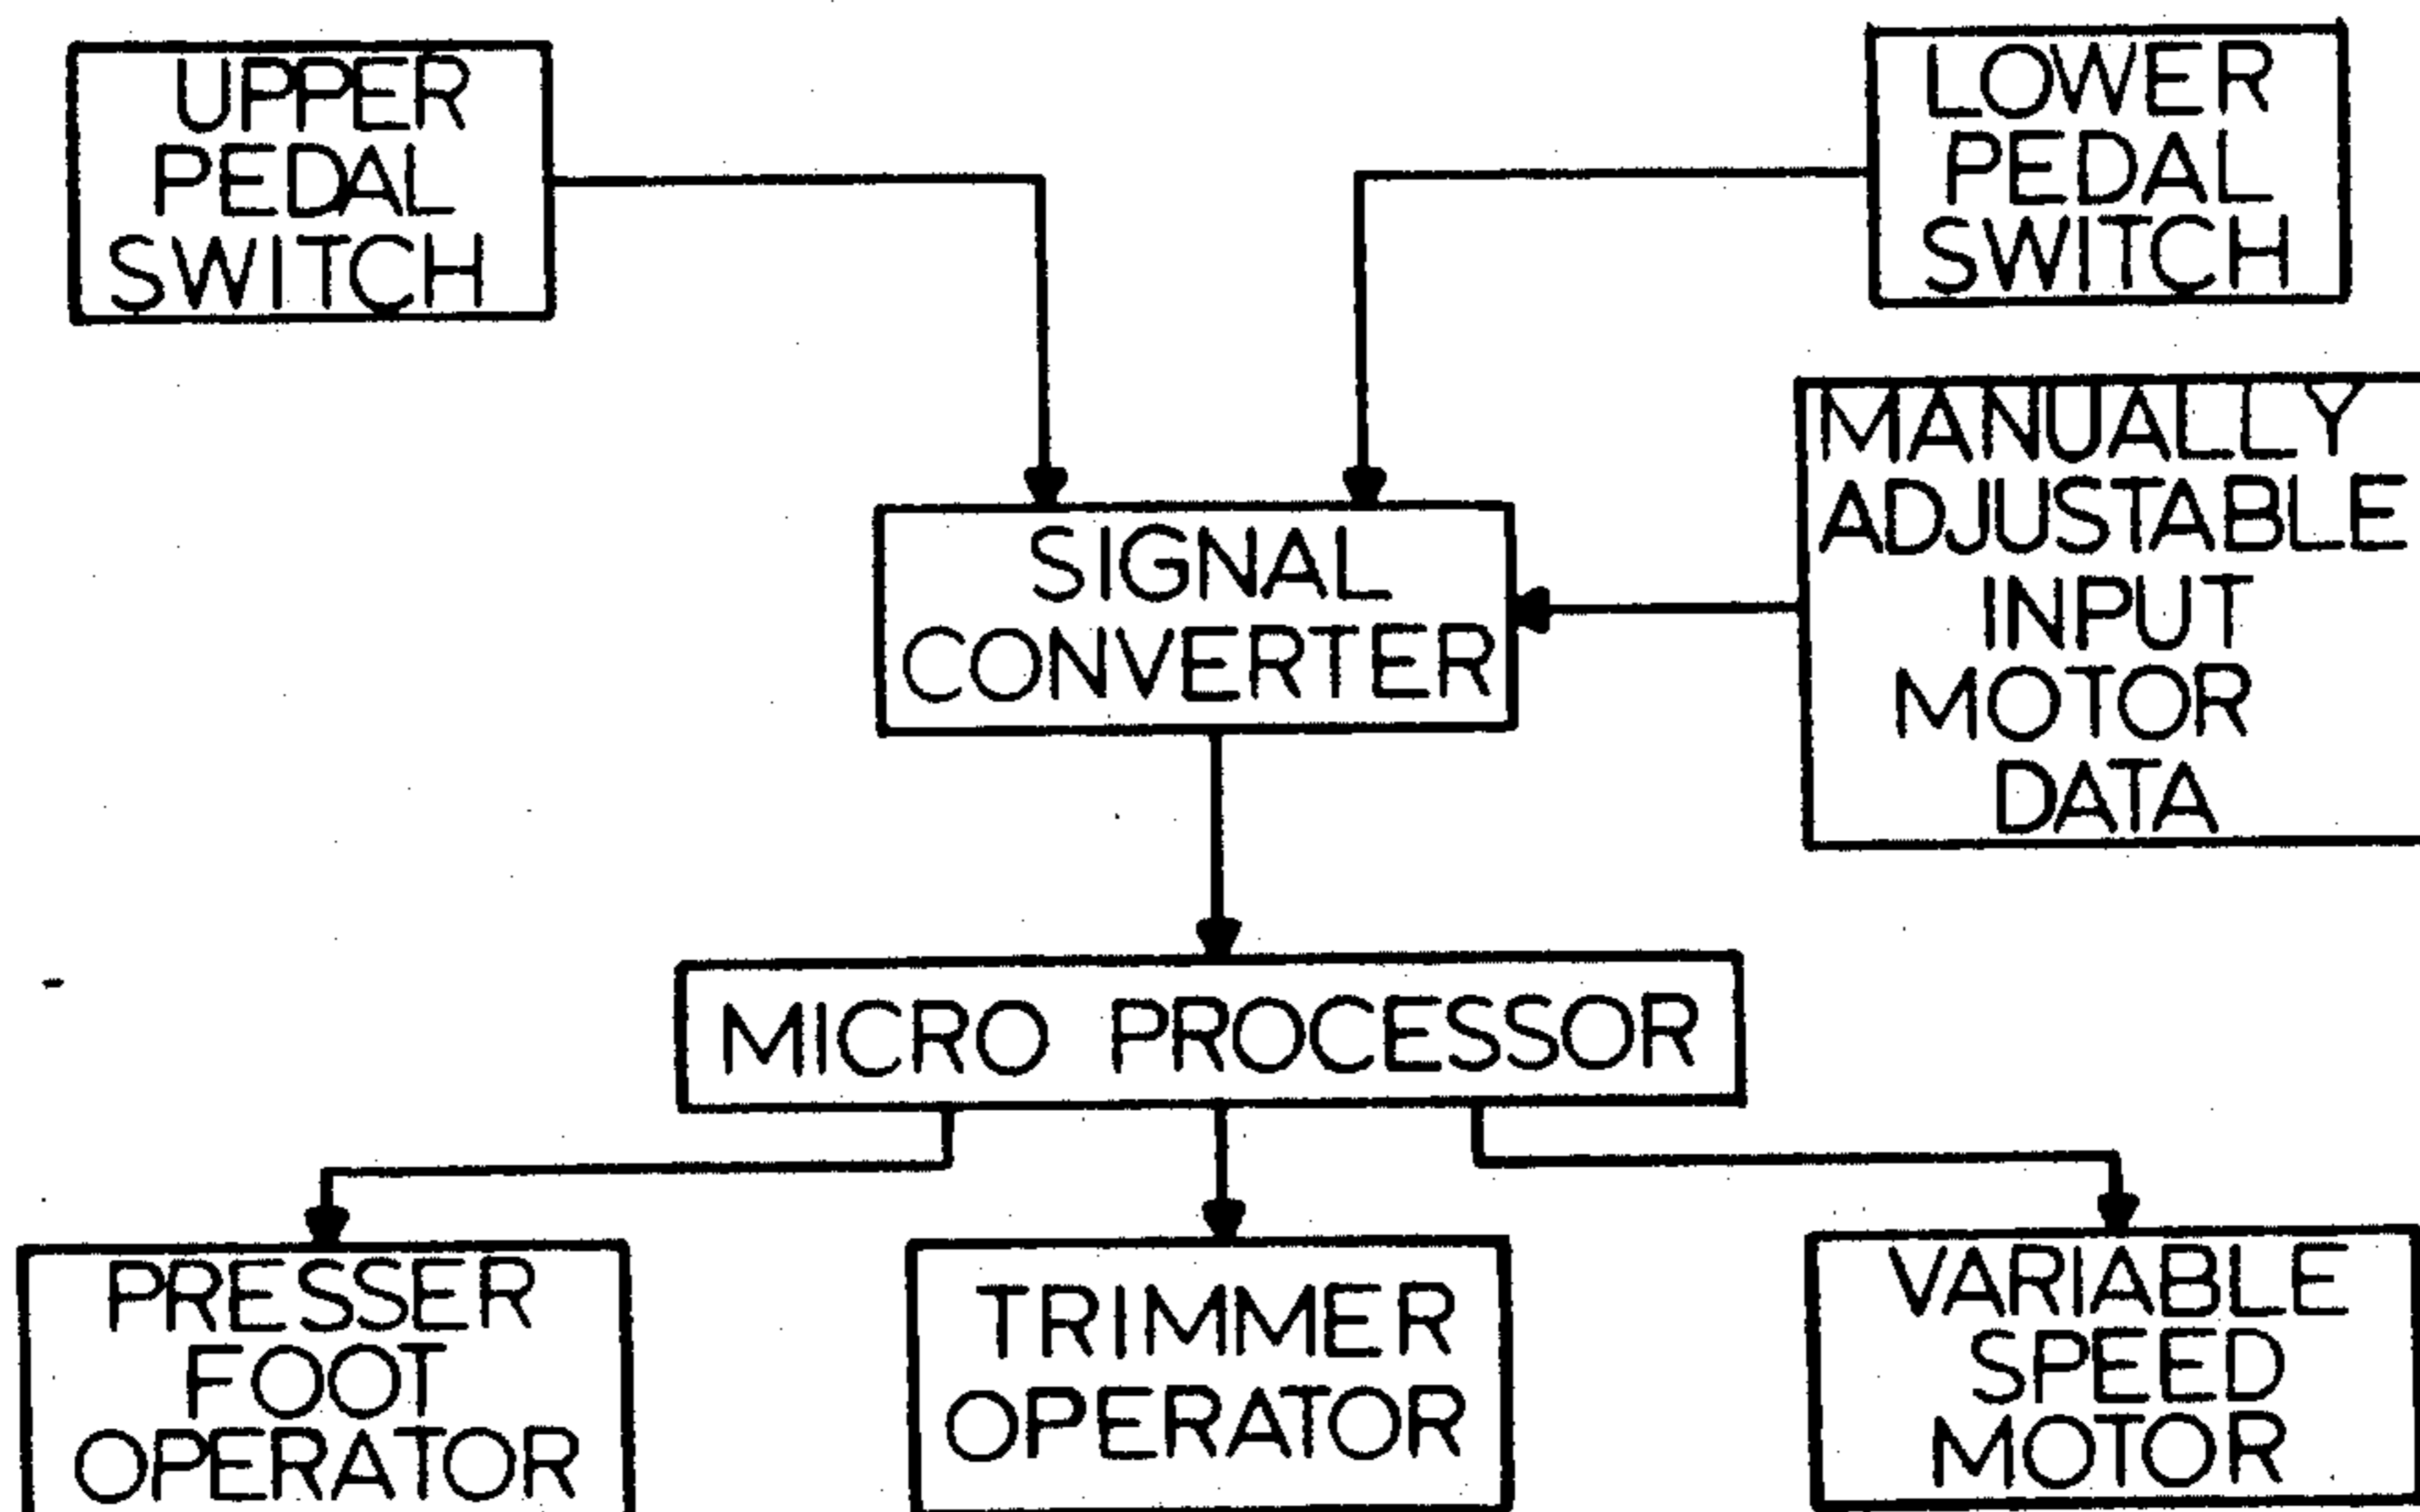 UPPER
PEDAL
SWITCH
LOWER
PEDAL
SWITCH
MANUALLY
ADJUSTABLE
INPUT
MOTOR
DATA
SIGNAL
CONVERTER
MICRO PROCESSOR
PRESSER
FOOT
OPERATOR
TRIMMER
OPERATOR
VARIABLE
SPEED
MOTOR